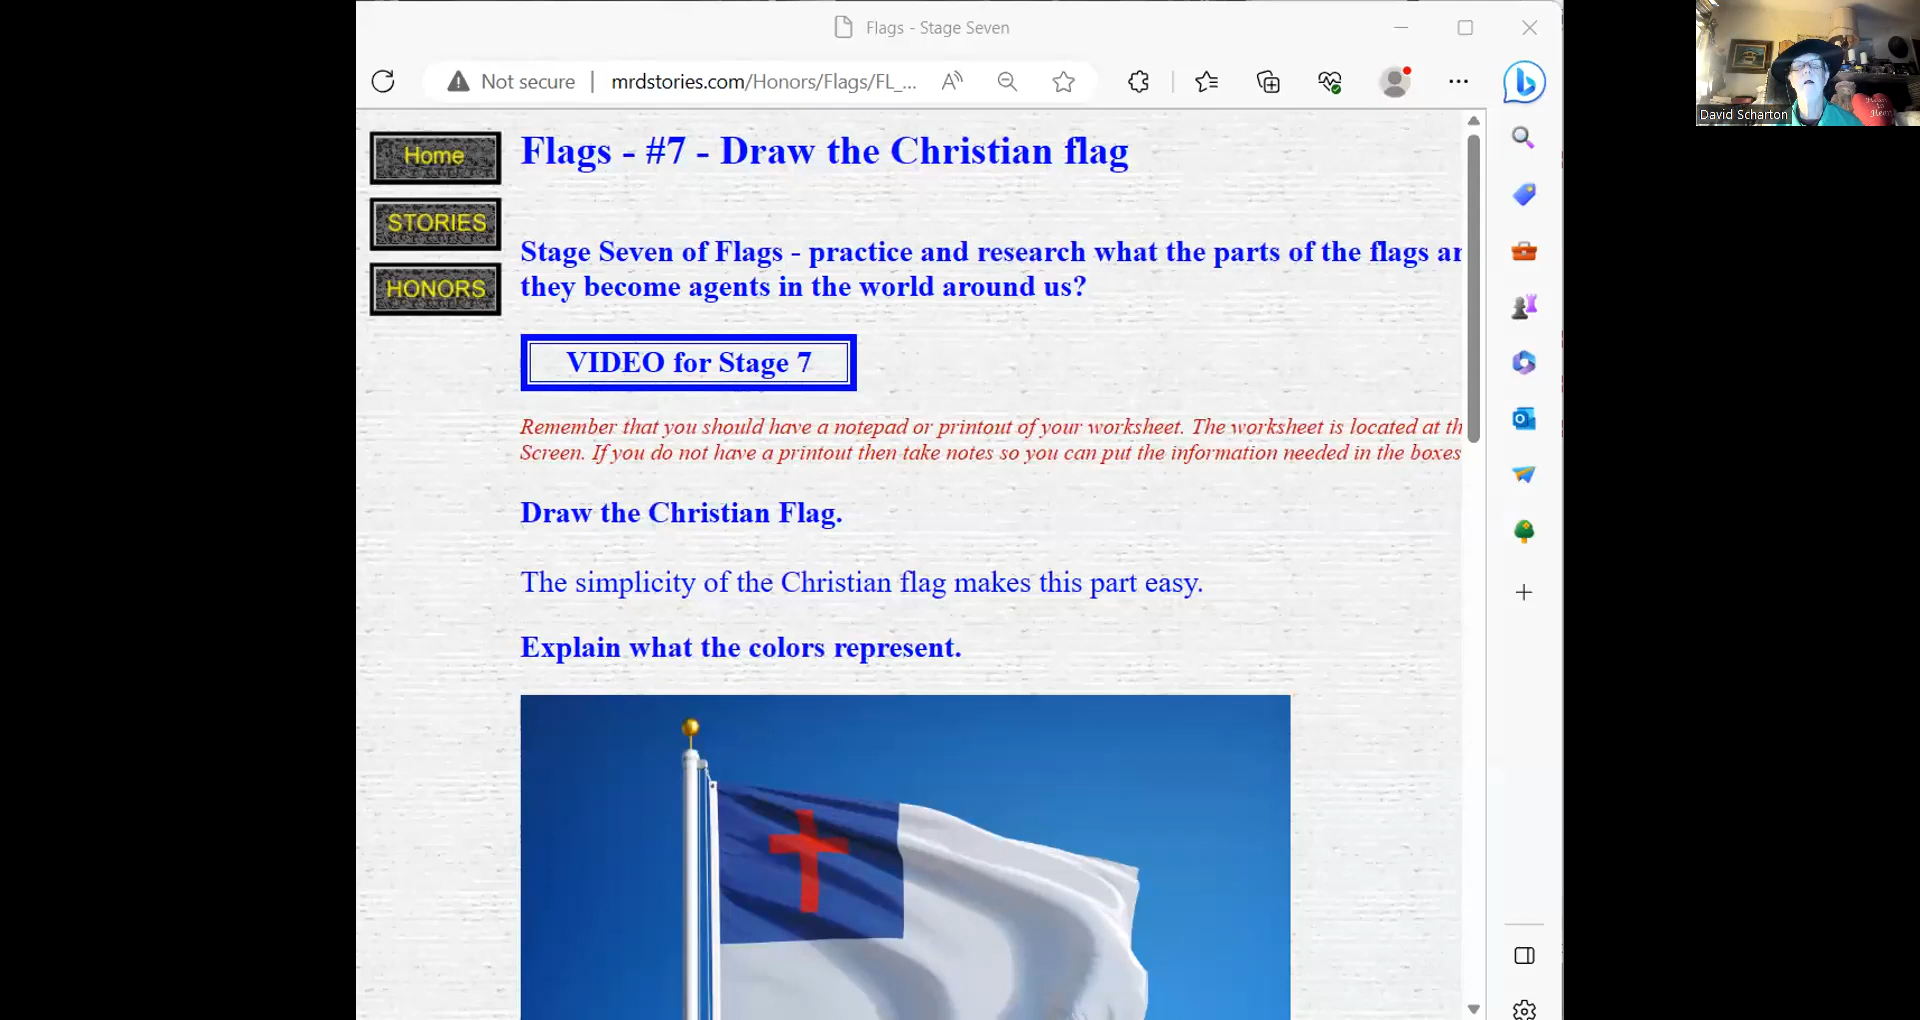 Flags - Stage Seven
Not secure | mrdstories.com/Honors/Flags/FL_...
David Scharton
Home
STORIES
HONORS
Flags - #7 - Draw the Christian flag
Stage Seven of Flags - practice and research what the parts of the flags ar
they become agents in the world around us?
VIDEO for Stage 7
Remember that you should have a notepad or printout of your worksheet. The worksheet is located at th
Screen. If you do not have a printout then take notes so you can put the information needed in the boxes
Draw the Christian Flag.
The simplicity of the Christian flag makes this part easy.
Explain what the colors represent.